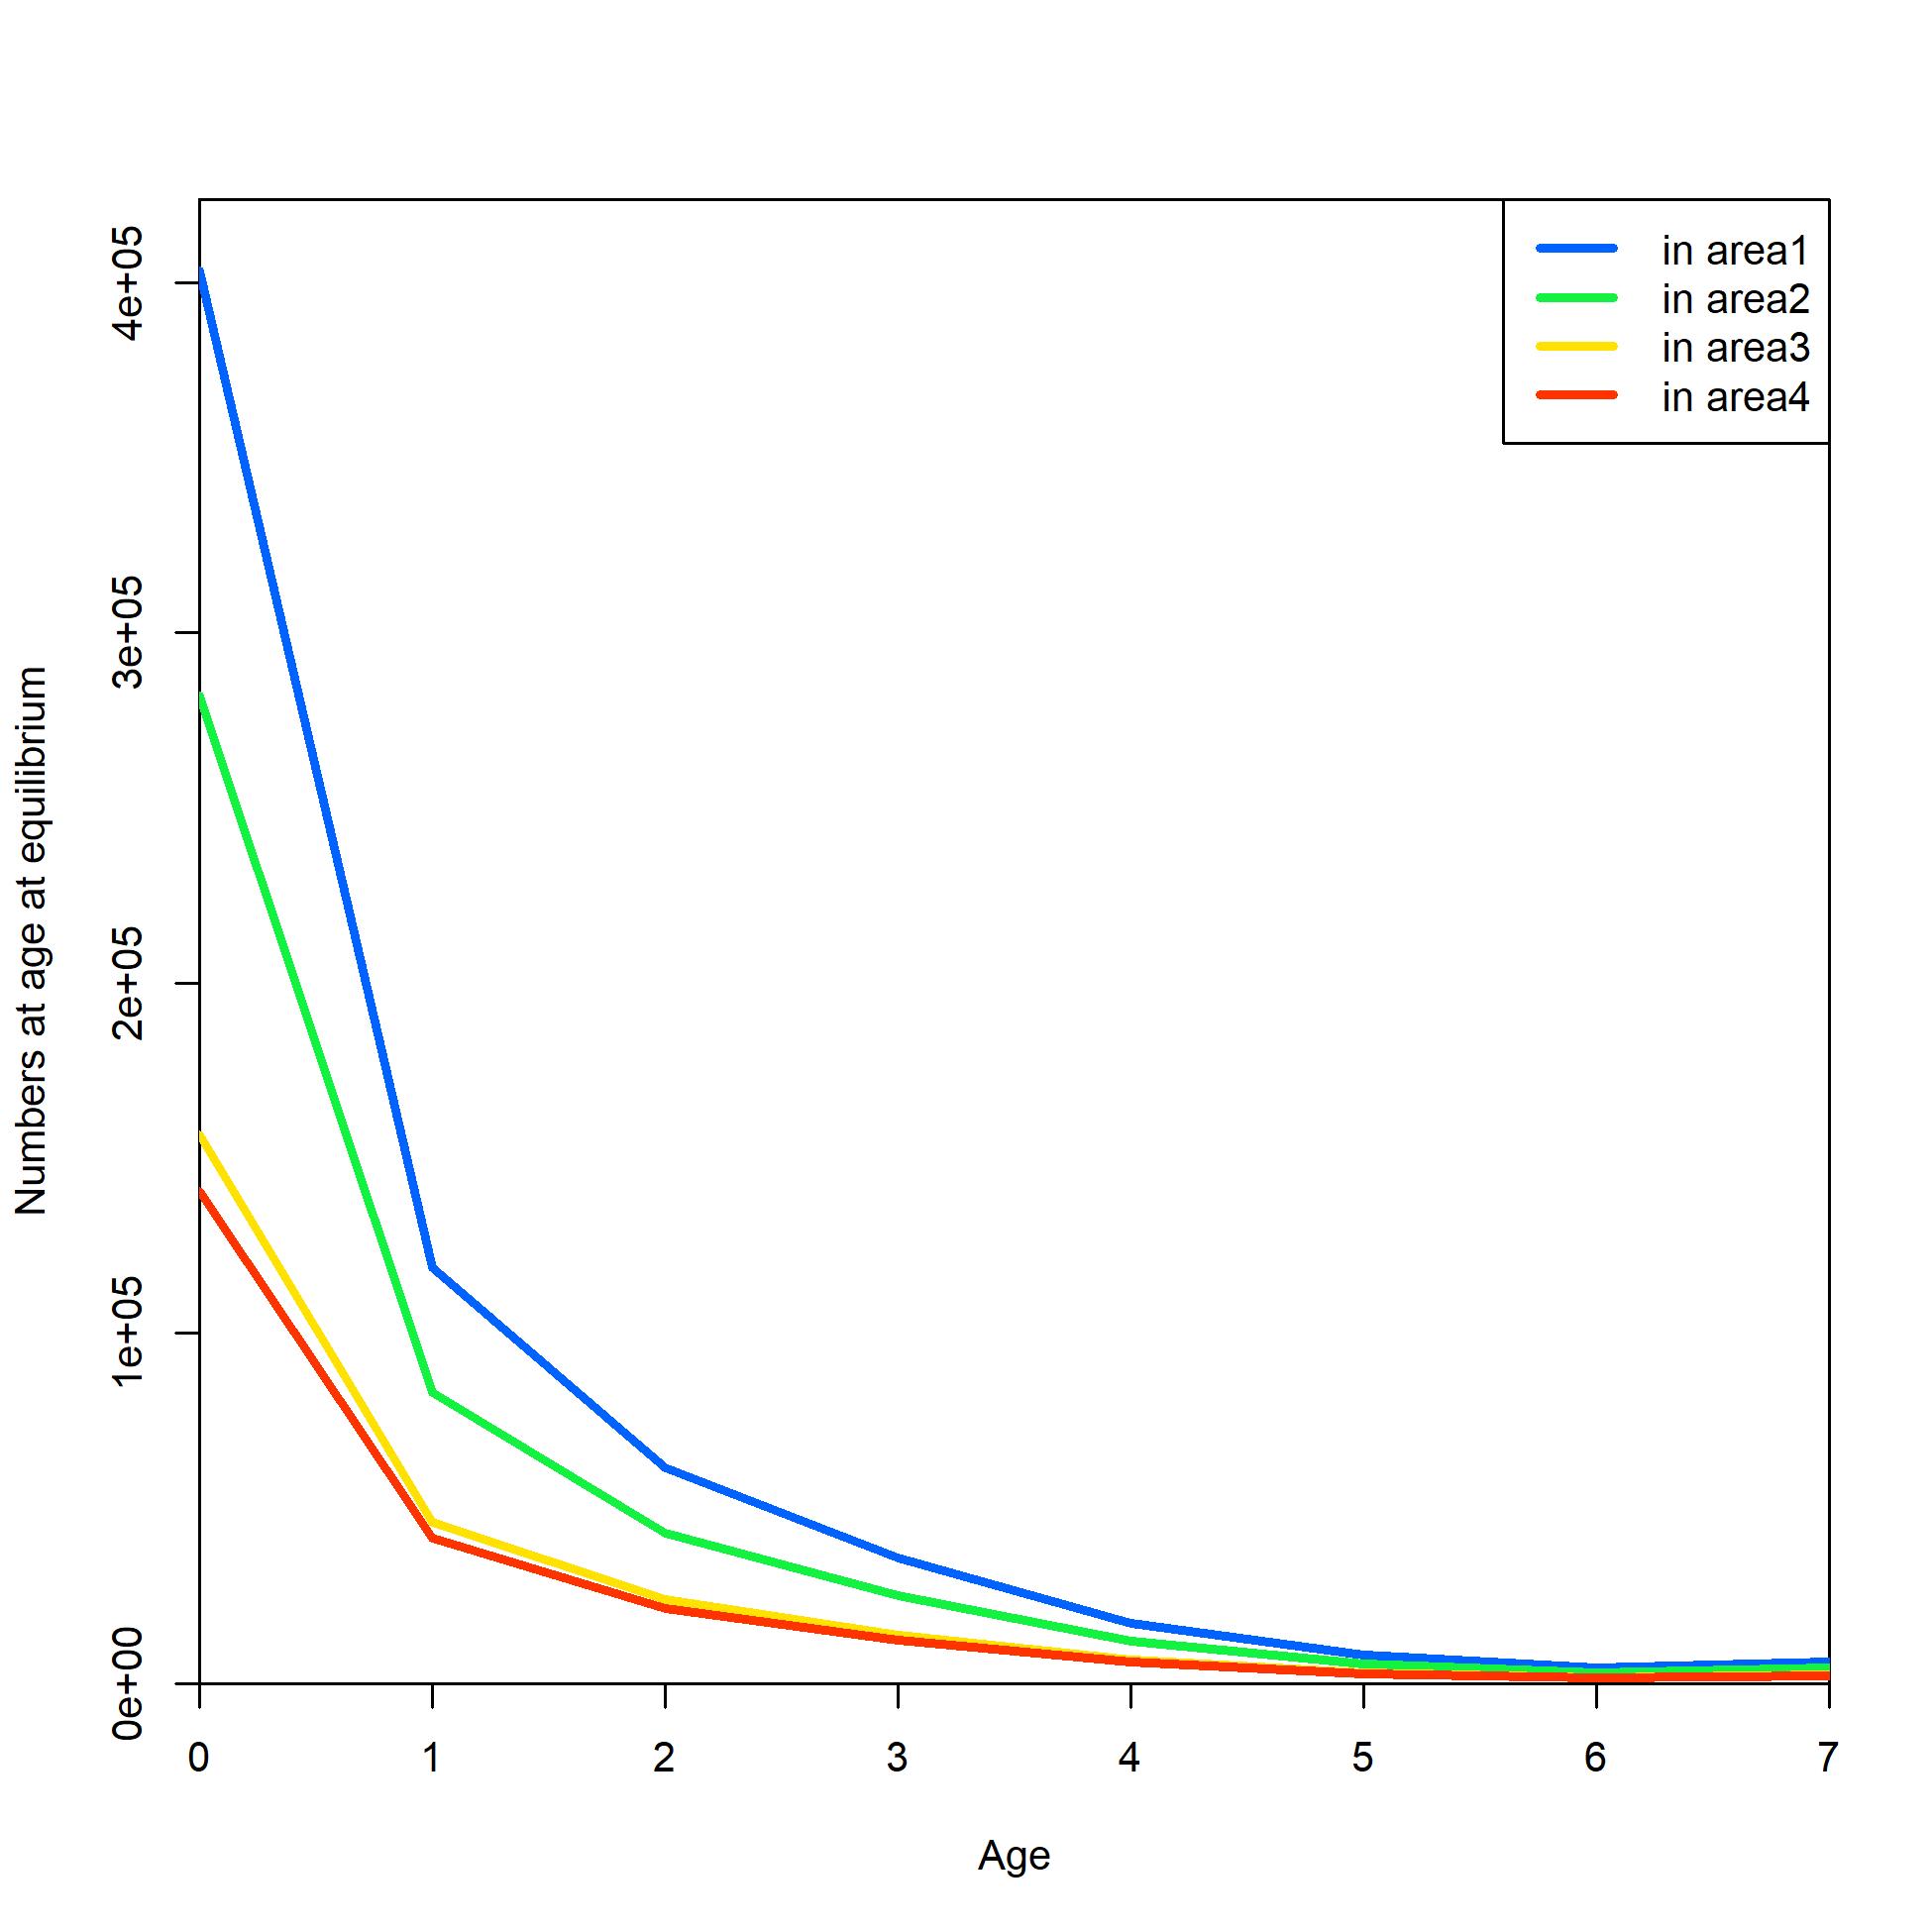 in area1
in area2
in area3
in area4
4e+05
3e+05
2e+05
1e+05
0e+00
Numbers at age at equilibrium
0 1 2 3 4 5 6 7
Age